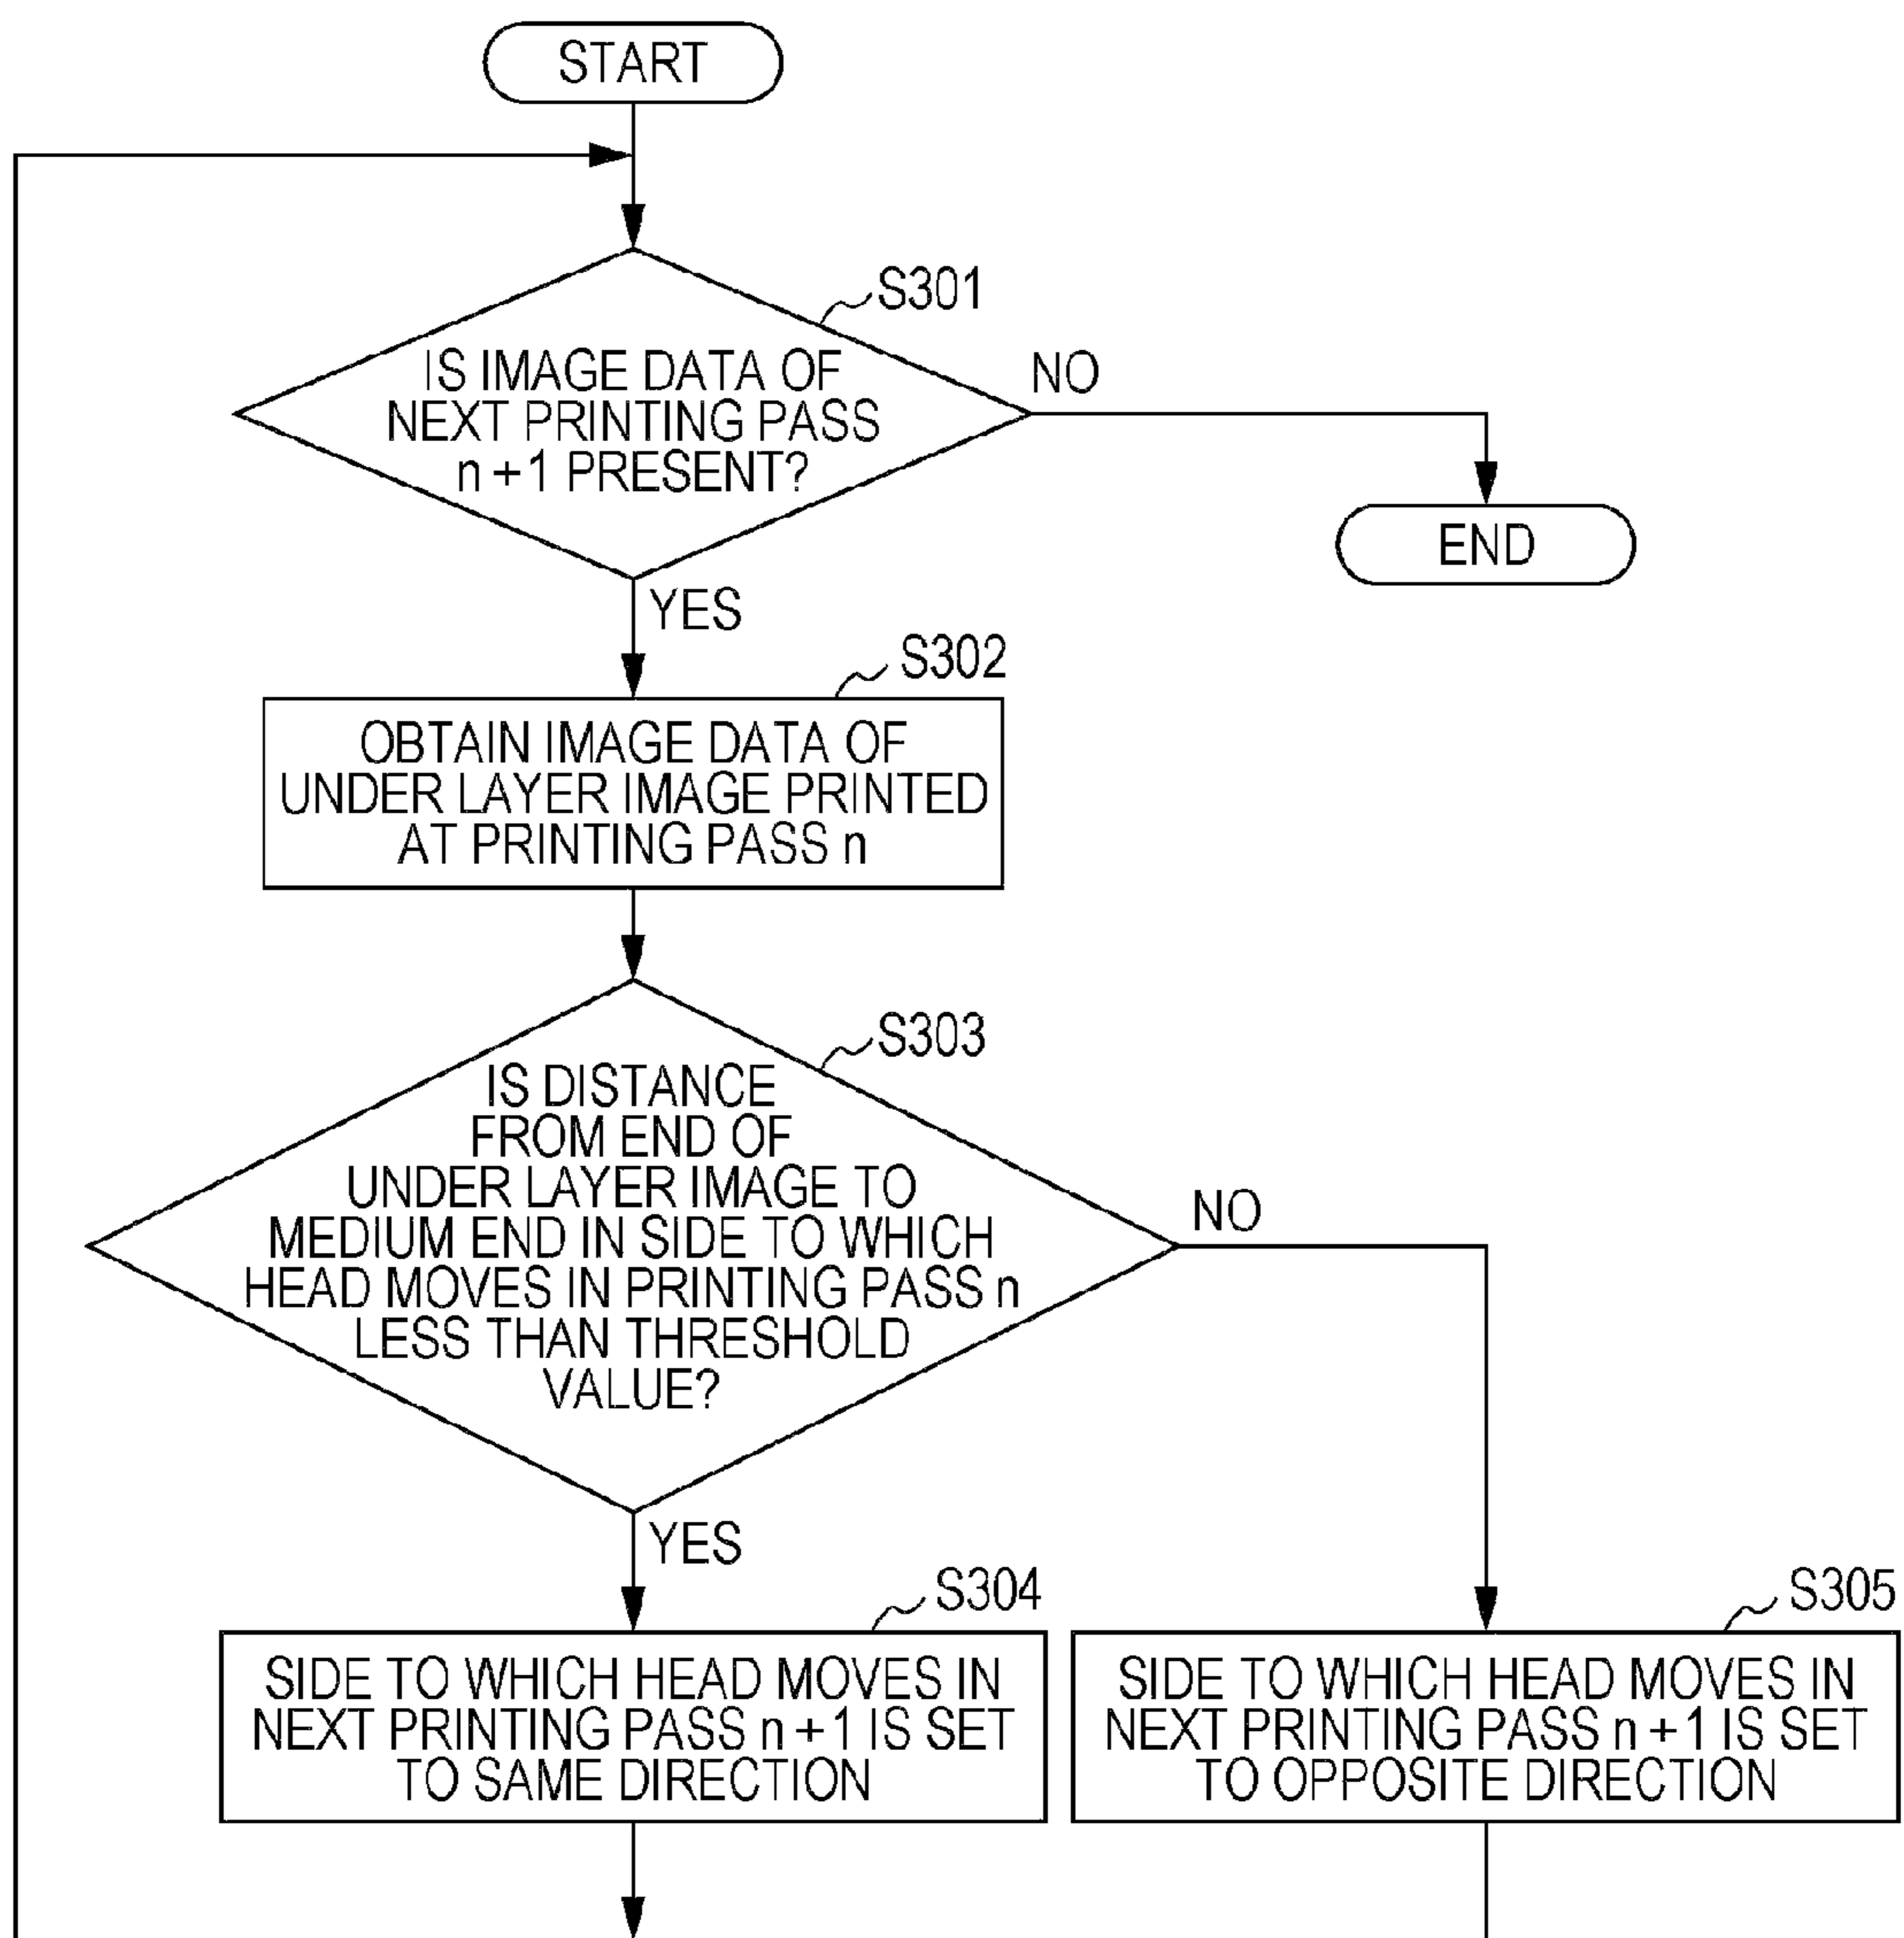 START
S301
IS IMAGE DATA OF
NEXT PRINTING PASS
n+1 PRESENT?
NO
END
YES
S302
OBTAIN IMAGE DATA OF
UNDER LAYER IMAGE PRINTED
AT PRINTING PASS n
S303
IS DISTANCE
FROM END OF
UNDER LAYER IMAGE TO
MEDIUM END IN SIDE TO WHICH
HEAD MOVES IN PRINTING PASS n
LESS THAN THRESHOLD
VALUE?
NO
YES
S304
SIDE TO WHICH HEAD MOVES IN
NEXT PRINTING PASS n+1 IS SET
TO SAME DIRECTION
S305
SIDE TO WHICH HEAD MOVES IN
NEXT PRINTING PASS n+1 IS SET
TO OPPOSITE DIRECTION